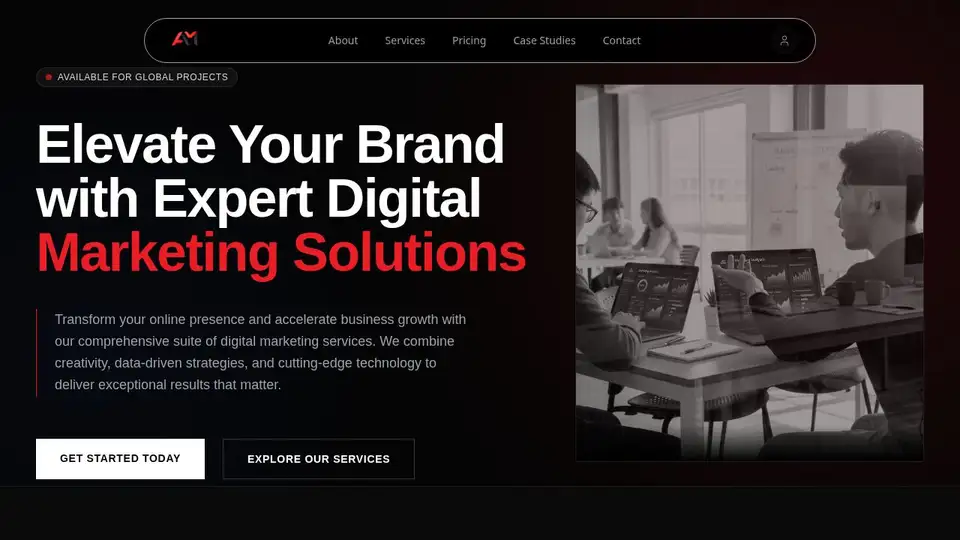 AM
About Services Pricing Case Studies Contact
AVAILABLE FOR GLOBAL PROJECTS
Elevate Your Brand
with Expert Digital
Marketing Solutions
Transform your online presence and accelerate business growth with
our comprehensive suite of digital marketing services. We combine
creativity, data-driven strategies, and cutting-edge technology to
deliver exceptional results that matter.
GET STARTED TODAY
EXPLORE OUR SERVICES